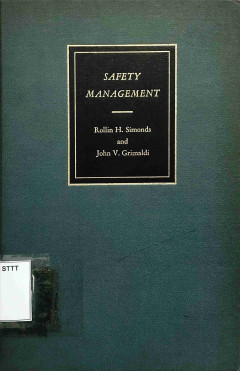 SAFETY
MANAGEMENT
Rollin H. Simonds
and
John V. Grimaldi
STTT